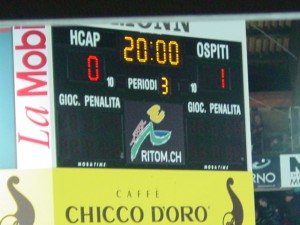 La Mobi
HCAP 20:00 OSPITI
0 10 PERIODI 3 10 1
GIOC. PENALITA GIOC. PENALITA
RITOM.CH
CAFFÈ
CHICCO D'ORO